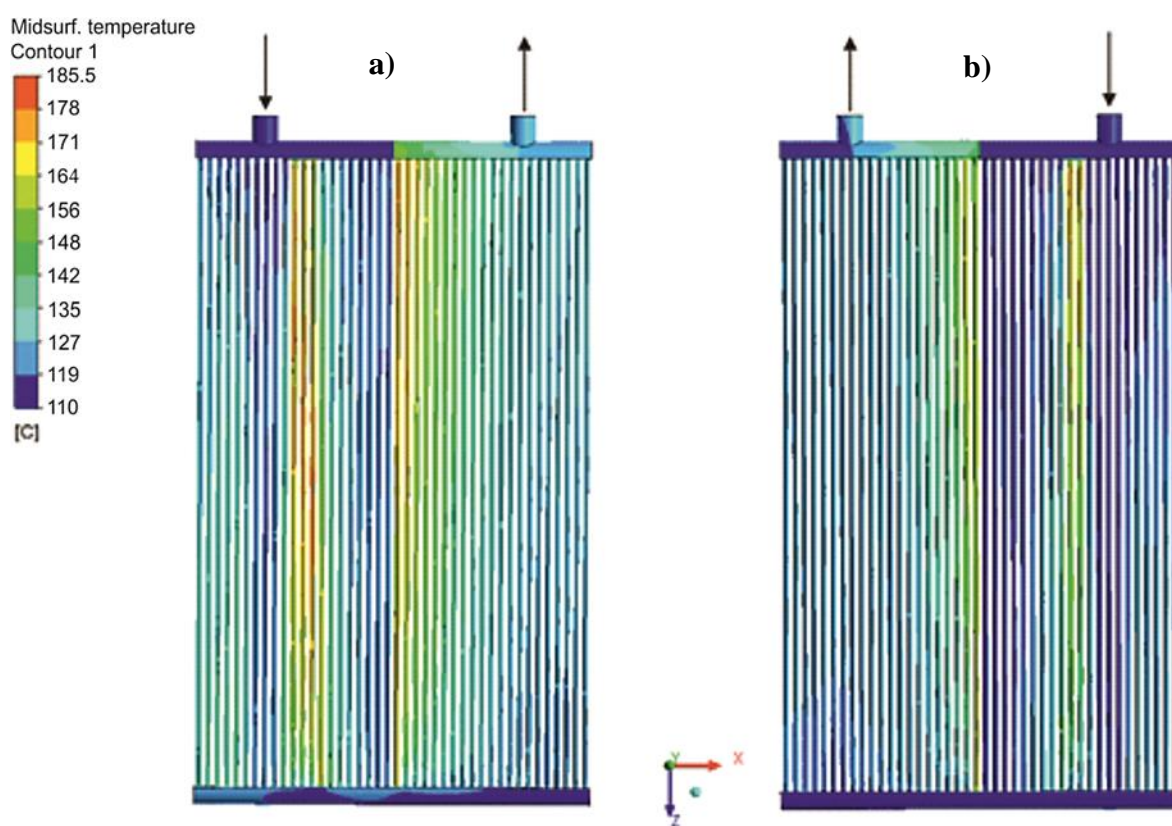 Midsurf. temperature
Contour 1
185.5
178
171
164
156
148
142
135
127
119
110
[C]
a)
b)
Y
X
Z